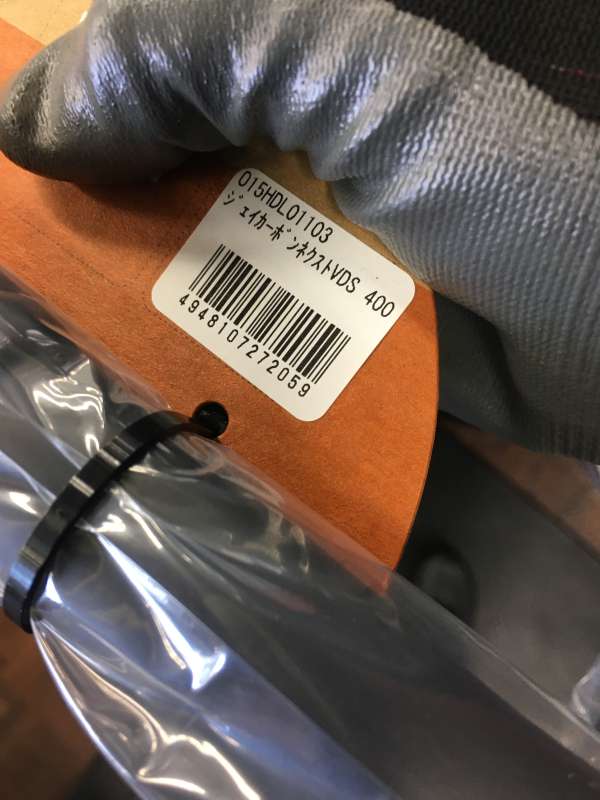 015HDL01103
ｼﾞｪｲｶｰﾎﾞﾝﾈｸｽﾄVDS 400
4948107272059